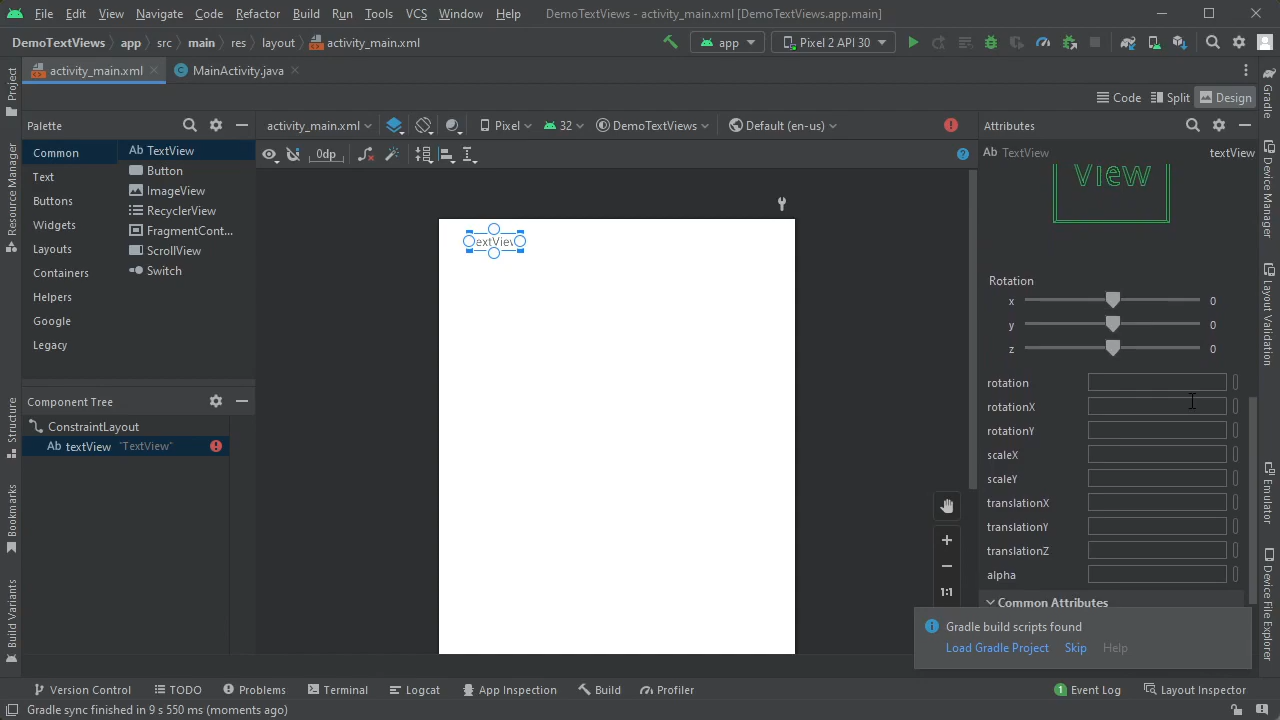 File Edit View Navigate Code Refactor Build Run Tools VCS Window Help DemoTextViews - activity_main.xml [DemoTextViews.app.main]
DemoTextViews app src main res layout activity_main.xml app Pixel 2 API 30
activity_main.xml MainActivity.java
Code Split Design
Palette activity_main.xml Pixel 32 DemoTextViews Default (en-us) Attributes
Common Ab TextView 0dp ? Ab TextView textView
Text Button
Buttons ImageView
Widgets RecyclerView
Layouts FragmentCont...
Containers ScrollView
Helpers Switch
Google
Legacy
View
Rotation
x 0
y 0
z 0
rotation
rotationX
rotationY
scaleX
scaleY
translationX
translationY
translationZ
alpha
Common Attributes
Component Tree
ConstraintLayout
Ab textView "TextView"
extView
1:1
Gradle build scripts found
Load Gradle Project Skip Help
Project
Resource Manager
Structure
Bookmarks
Build Variants
Gradle
Device Manager
Layout Validation
Emulator
Device File Explorer
Version Control TODO Problems Terminal Logcat App Inspection Build Profiler 1 Event Log Layout Inspector
Gradle sync finished in 9 s 550 ms (moments ago)